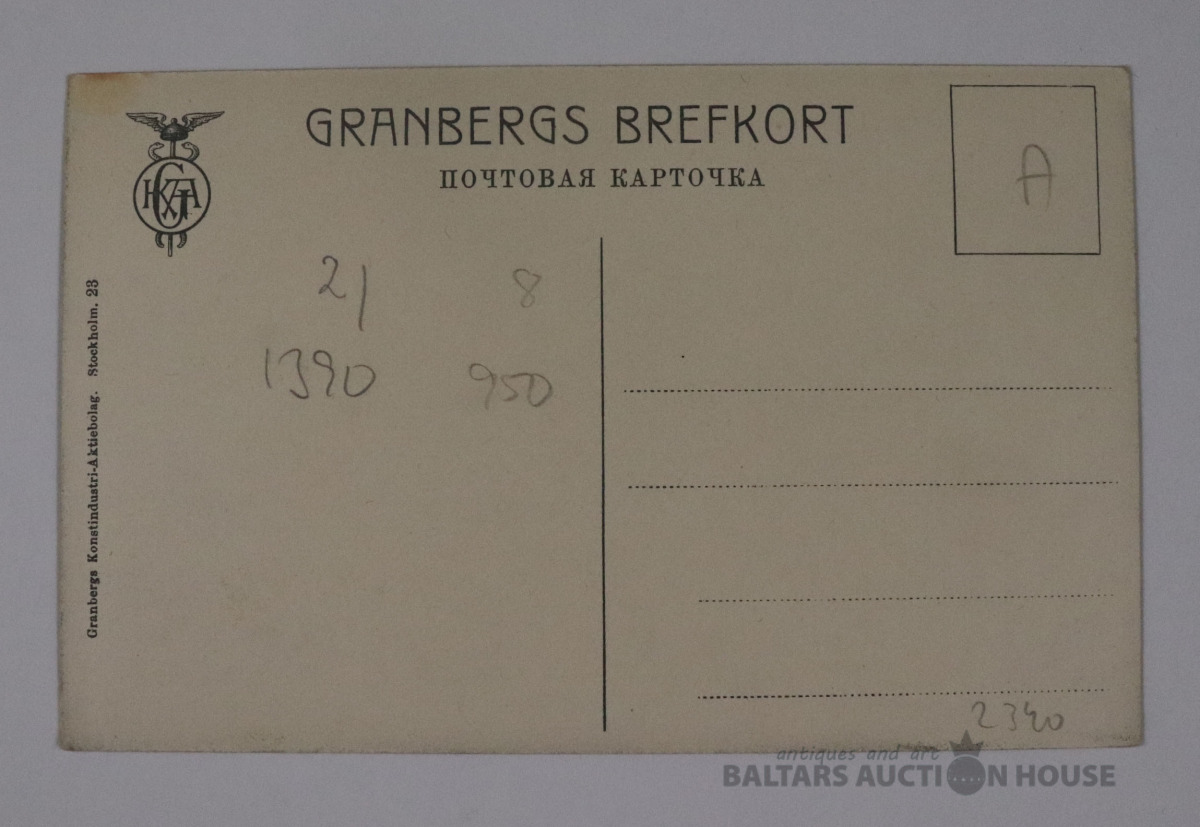 GRANBERGS BREFKORT
ПОЧТОВАЯ КАРТОЧКА
A
HKGA
21 8
1390 950
Granbergs Konstindustri-Aktiebolag. Stockholm. 23
2340
antiques and art
BALTARS AUCTION HOUSE